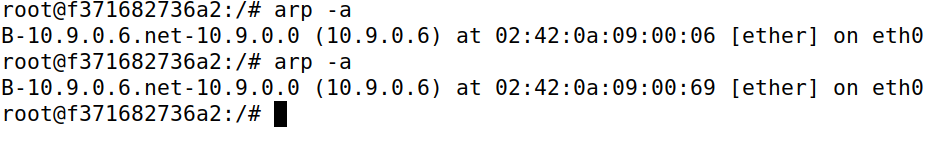 root@f371682736a2:/# arp -a
B-10.9.0.6.net-10.9.0.0 (10.9.0.6) at 02:42:0a:09:00:06 [ether] on eth0
root@f371682736a2:/# arp -a
B-10.9.0.6.net-10.9.0.0 (10.9.0.6) at 02:42:0a:09:00:69 [ether] on eth0
root@f371682736a2:/#